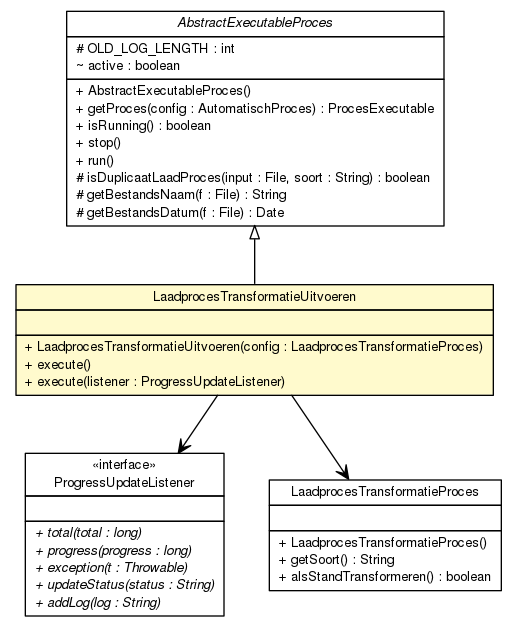 AbstractExecutableProces
# OLD_LOG_LENGTH : int
~ active : boolean
+ AbstractExecutableProces()
+ getProces(config : AutomatischProces) : ProcesExecutable
+ isRunning() : boolean
+ stop()
+ run()
# isDuplicaatLaadProces(input : File, soort : String) : boolean
# getBestandsNaam(f : File) : String
# getBestandsDatum(f : File) : Date
LaadprocesTransformatieUitvoeren
+ LaadprocesTransformatieUitvoeren(config : LaadprocesTransformatieProces)
+ execute()
+ execute(listener : ProgressUpdateListener)
«interface»
ProgressUpdateListener
+ total(total : long)
+ progress(progress : long)
+ exception(t : Throwable)
+ updateStatus(status : String)
+ addLog(log : String)
LaadprocesTransformatieProces
+ LaadprocesTransformatieProces()
+ getSoort() : String
+ alsStandTransformeren() : boolean